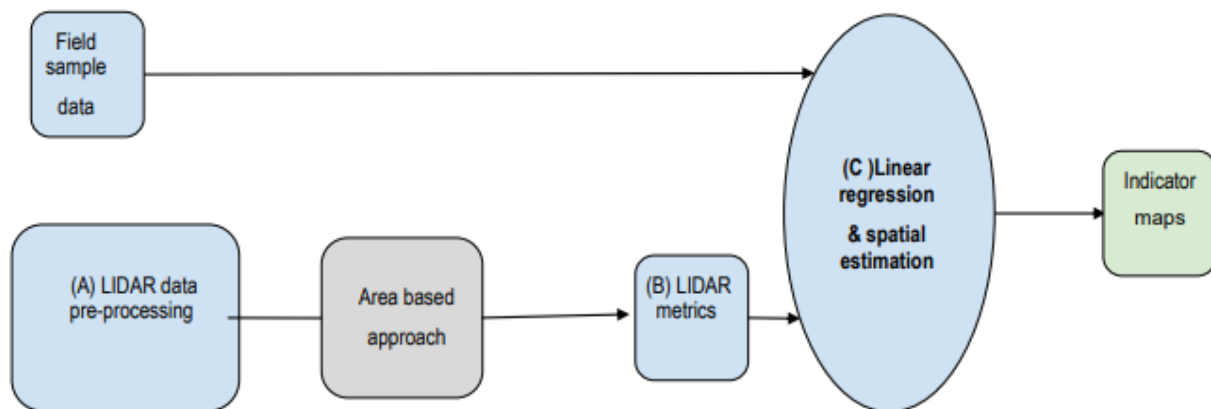 Field
sample
data
(A) LIDAR data
pre-processing
Area based
approach
(B) LIDAR
metrics
(C )Linear
regression
& spatial
estimation
Indicator
maps